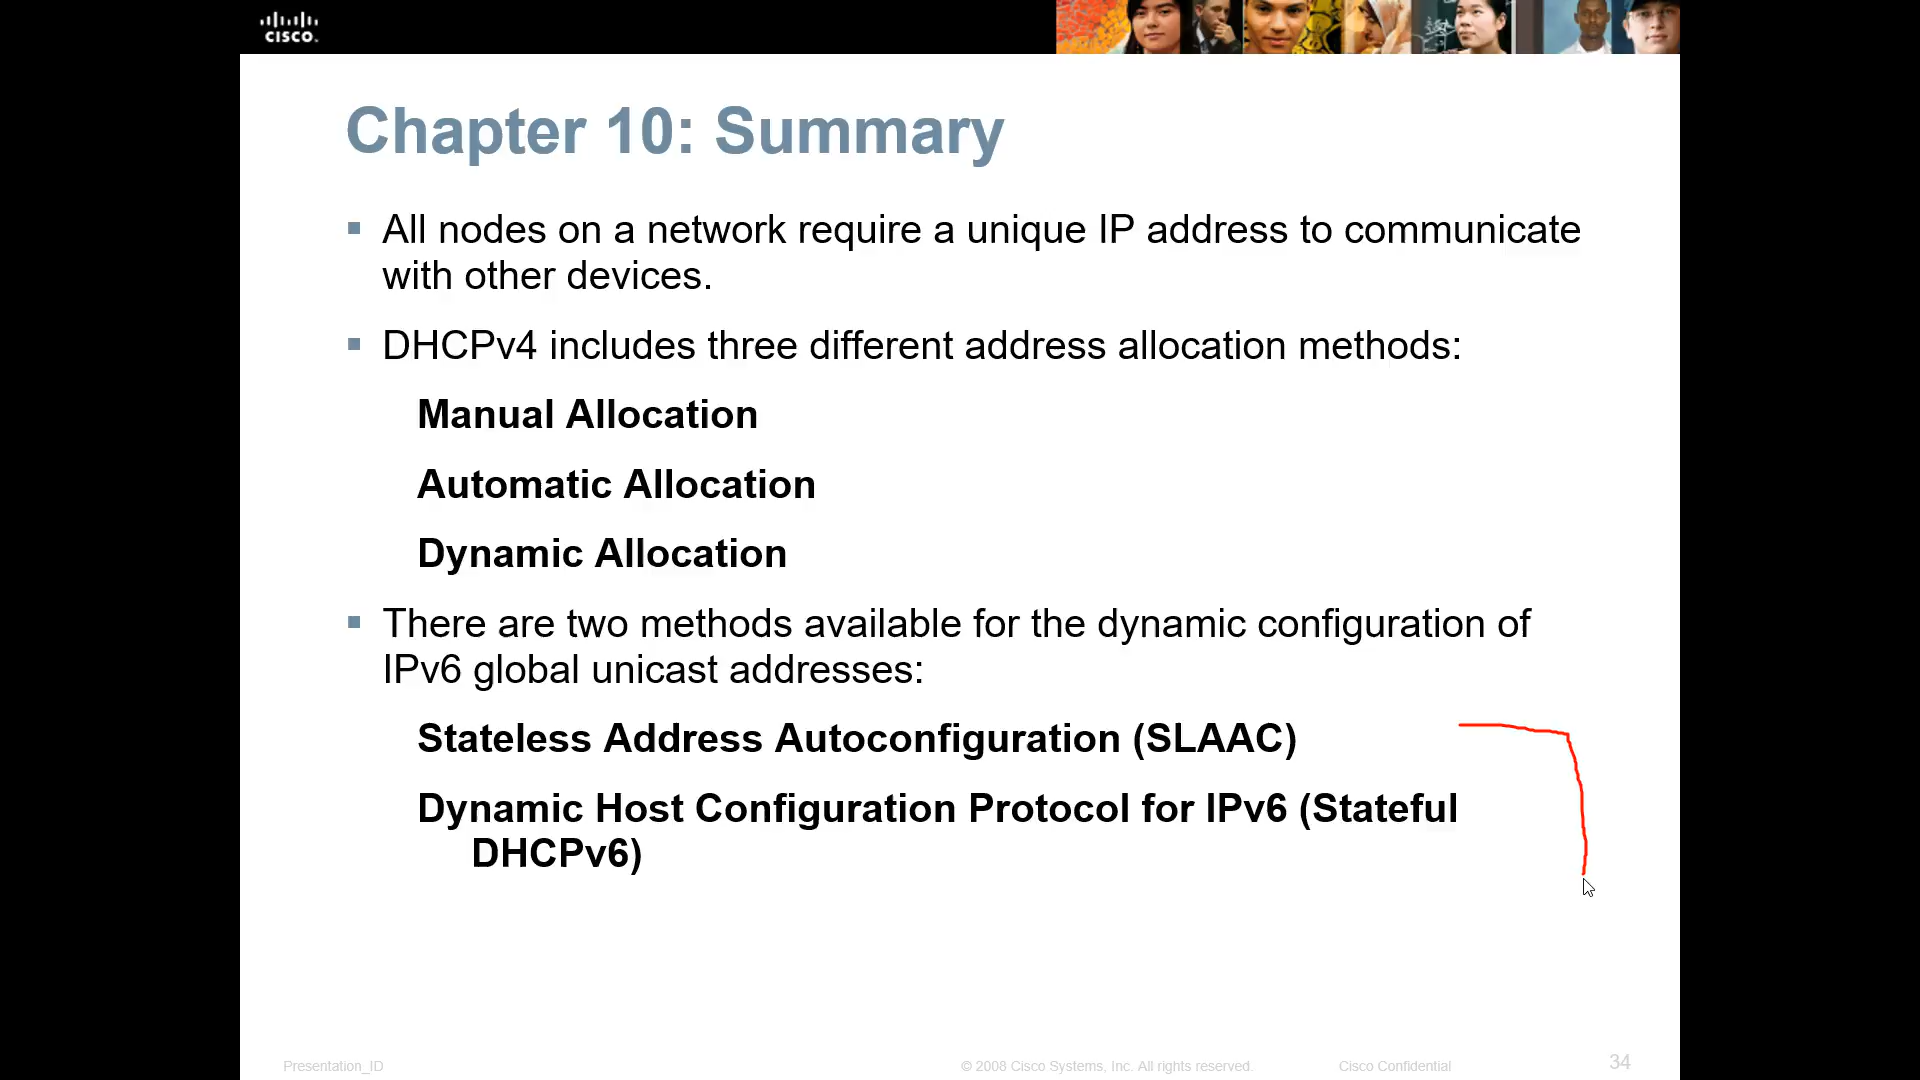 CISCO.
Chapter 10: Summary
All nodes on a network require a unique IP address to communicate
with other devices.
DHCPv4 includes three different address allocation methods:
Manual Allocation
Automatic Allocation
Dynamic Allocation
There are two methods available for the dynamic configuration of
IPv6 global unicast addresses:
Stateless Address Autoconfiguration (SLAAC)
Dynamic Host Configuration Protocol for IPv6 (Stateful
DHCPv6)
Presentation_ID © 2008 Cisco Systems, Inc. All rights reserved. Cisco Confidential 34